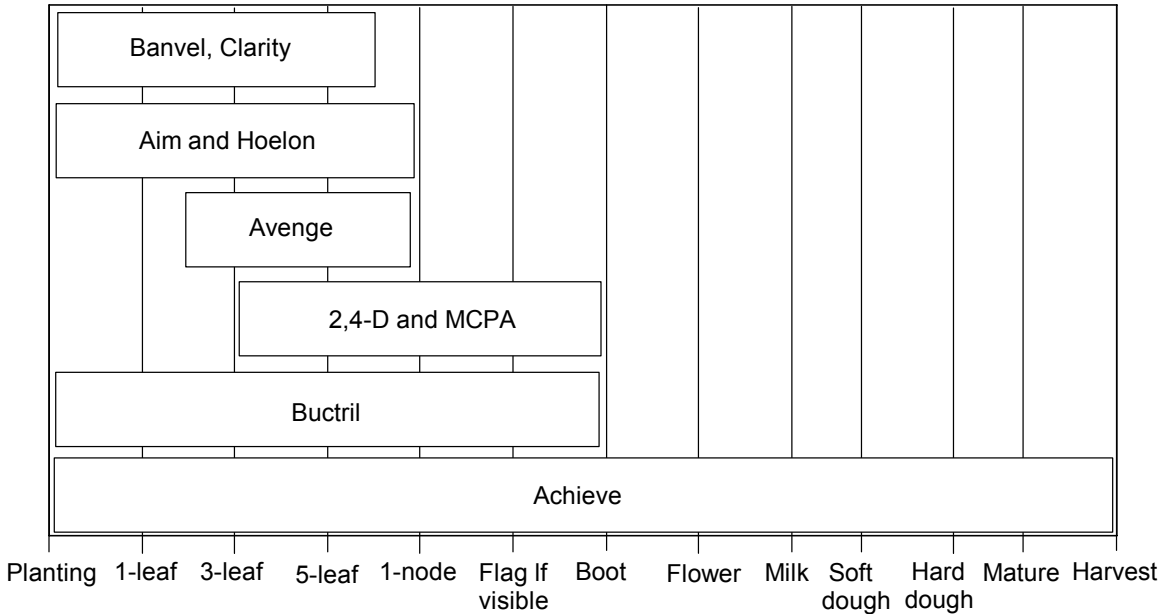 Banvel, Clarity
Aim and Hoelon
Avenge
2,4-D and MCPA
Buctril
Achieve
Planting
1-leaf
3-leaf
5-leaf
1-node
Flag lf
visible
Boot
Flower
Milk
Soft
dough
Hard
dough
Mature
Harvest